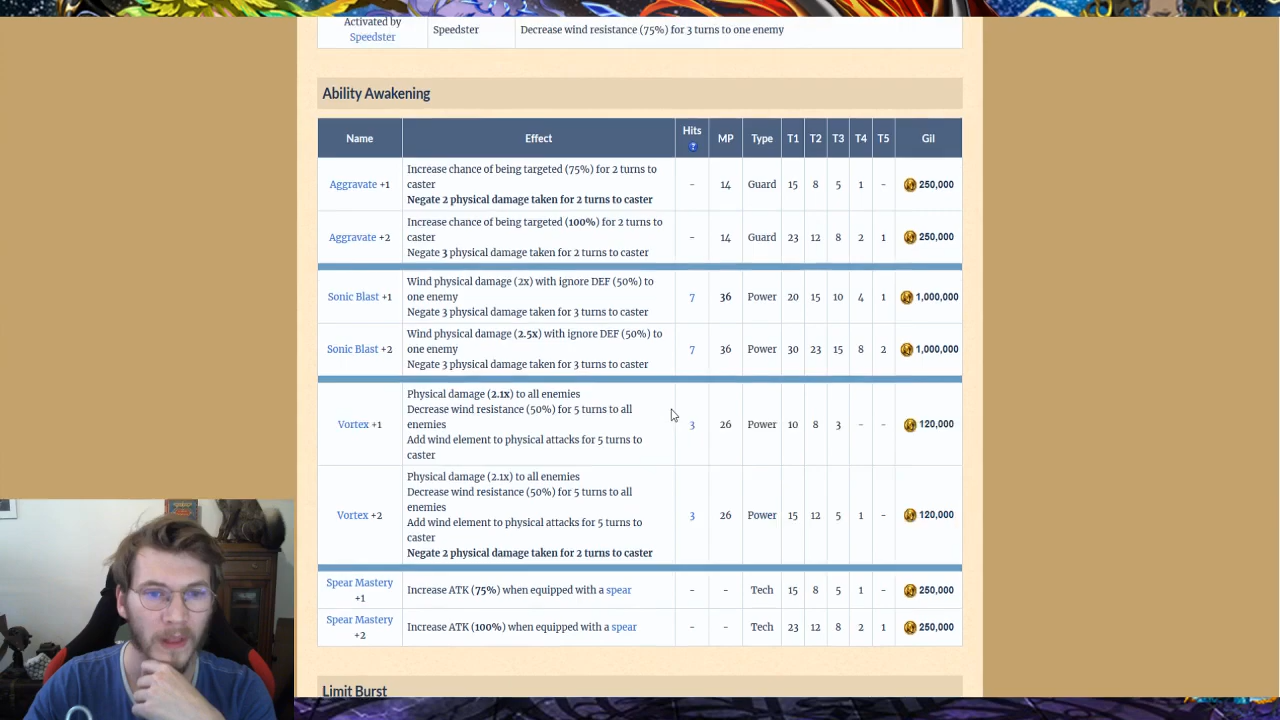 Activated by
Speedster
Speedster
Decrease wind resistance (75%) for 3 turns to one enemy
Ability Awakening
Name Effect Hits MP Type T1 T2 T3 T4 T5 Gil
?
Aggravate +1
Increase chance of being targeted (75%) for 2 turns to
caster
Negate 2 physical damage taken for 2 turns to caster
- 14 Guard 15 8 5 1 - 250,000
Aggravate +2
Increase chance of being targeted (100%) for 2 turns to
caster
Negate 3 physical damage taken for 2 turns to caster
- 14 Guard 23 12 8 2 1 250,000
Sonic Blast +1
Wind physical damage (2x) with ignore DEF (50%) to
one enemy
Negate 3 physical damage taken for 3 turns to caster
7 36 Power 20 15 10 4 1 1,000,000
Sonic Blast +2
Wind physical damage (2.5x) with ignore DEF (50%) to
one enemy
Negate 3 physical damage taken for 3 turns to caster
7 36 Power 30 23 15 8 2 1,000,000
Vortex +1
Physical damage (2.1x) to all enemies
Decrease wind resistance (50%) for 5 turns to all
enemies
Add wind element to physical attacks for 5 turns to
caster
3 26 Power 10 8 3 - - 120,000
Vortex +2
Physical damage (2.1x) to all enemies
Decrease wind resistance (50%) for 5 turns to all
enemies
Add wind element to physical attacks for 5 turns to
caster
Negate 2 physical damage taken for 2 turns to caster
3 26 Power 15 12 5 1 - 120,000
Spear Mastery
+1
Increase ATK (75%) when equipped with a spear
- - Tech 15 8 5 1 - 250,000
Spear Mastery
+2
Increase ATK (100%) when equipped with a spear
- - Tech 23 12 8 2 1 250,000
Limit Burst